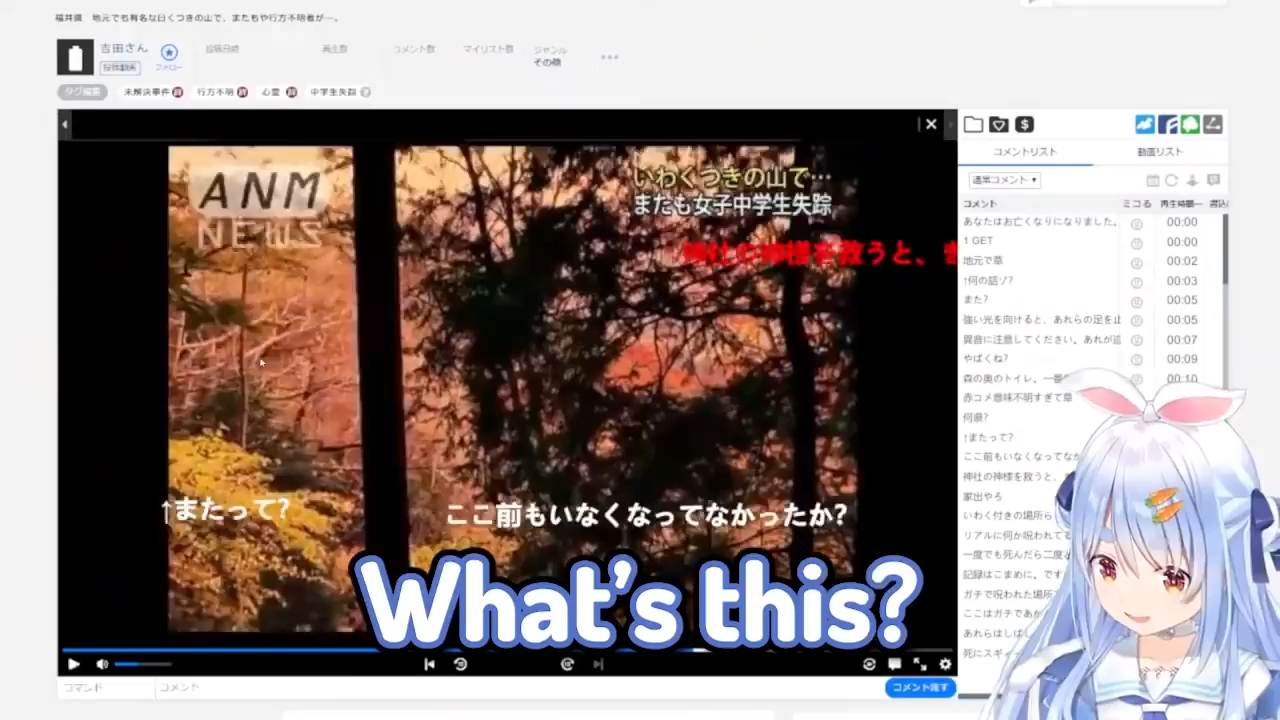 福井県 地元でも有名な曰くつきの山で、またもや行方不明者が…。
吉田さん
投稿動画
フォロー
投稿日時
再生数
コメント数
マイリスト数
ジャンル
その他
タグ編集
未解決事件
行方不明
心霊
中学生失踪
コメントリスト
動画リスト
通常コメント
コメント
ミコる
再生時間
ANM
NEWS
いわくつきの山で…
またも女子中学生失踪
神社の神様を救うと、
↑またって?
ここ前もいなくなってなかったか?
What's this?
あなたはお亡くなりになりました。
00:00
1 GET
00:00
地元で草
00:02
↑何の話ゾ?
00:03
また?
00:05
強い光を向けると、あれらの足を止
00:05
異音に注意してください。あれが
00:07
やばくね?
00:09
森の奥のトイレ、一番
00:10
赤コメ意味不明すぎて草
何県?
↑またって?
ここ前もいなくなってなか
神社の神様を救うと、
家出やろ
いわく付きの場所ら
リアルに何か呪われてる
一度でも死んだら二度と
記録はこまめに。です
ガチで呪われた場所
ここはガチであか
あれらはしばし
死にスギィ
コマンド
コメント
コメント残す